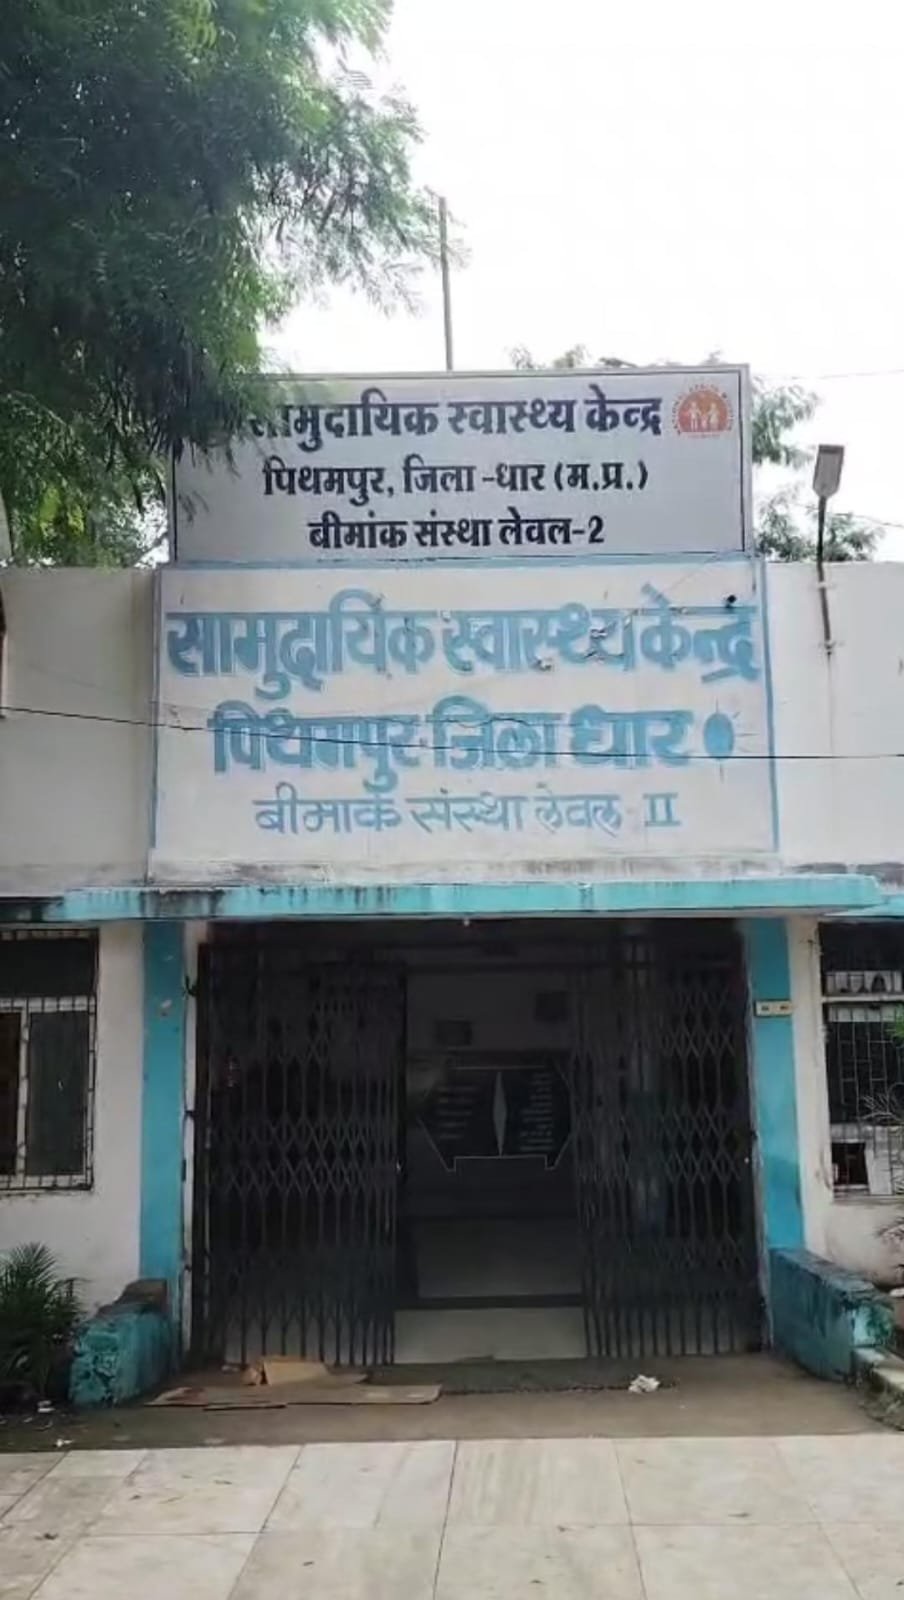 सामुदायिक स्वास्थ्य केन्द्र
पिथमपुर, जिला -धार (म.प्र.)
बीमांक संस्था लेवल-2
सामुदायिक स्वास्थ्य केन्द्र
पिथमपुर जिला धार
बीमाक संस्था लेवल II